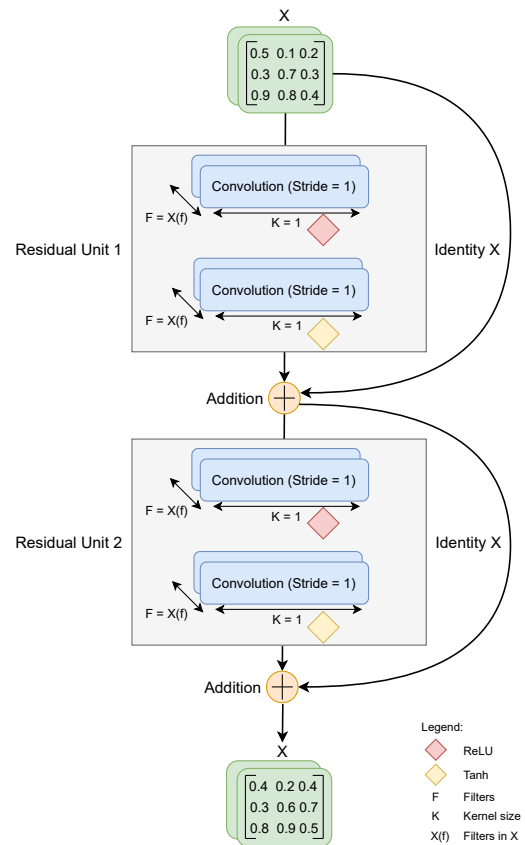 X
0.5 0.1 0.2
0.3 0.7 0.3
0.9 0.8 0.4
Convolution (Stride = 1)
F = X(f)
K = 1
Residual Unit 1
Identity X
Convolution (Stride = 1)
F = X(f)
K = 1
Addition
Convolution (Stride = 1)
F = X(f)
K = 1
Residual Unit 2
Identity X
Convolution (Stride = 1)
F = X(f)
K = 1
Addition
X
0.4 0.2 0.4
0.3 0.6 0.7
0.8 0.9 0.5
Legend:
ReLU
Tanh
F Filters
K Kernel size
X(f) Filters in X